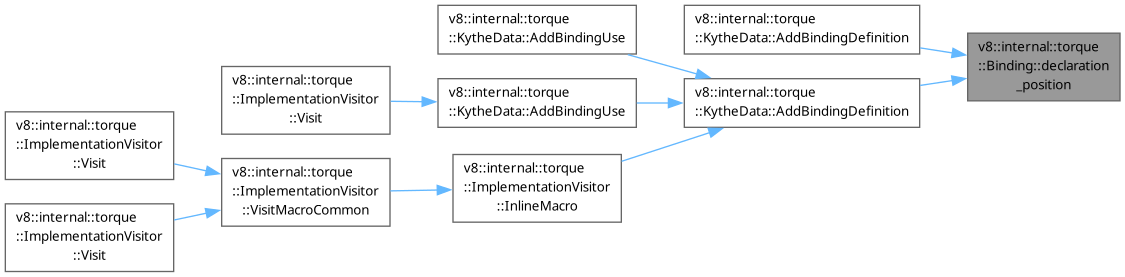 v8::internal::torque
::KytheData::AddBindingUse
v8::internal::torque
::KytheData::AddBindingDefinition
v8::internal::torque
::Binding::declaration
_position
v8::internal::torque
::ImplementationVisitor
::Visit
v8::internal::torque
::KytheData::AddBindingUse
v8::internal::torque
::KytheData::AddBindingDefinition
v8::internal::torque
::ImplementationVisitor
::Visit
v8::internal::torque
::ImplementationVisitor
::VisitMacroCommon
v8::internal::torque
::ImplementationVisitor
::InlineMacro
v8::internal::torque
::ImplementationVisitor
::Visit